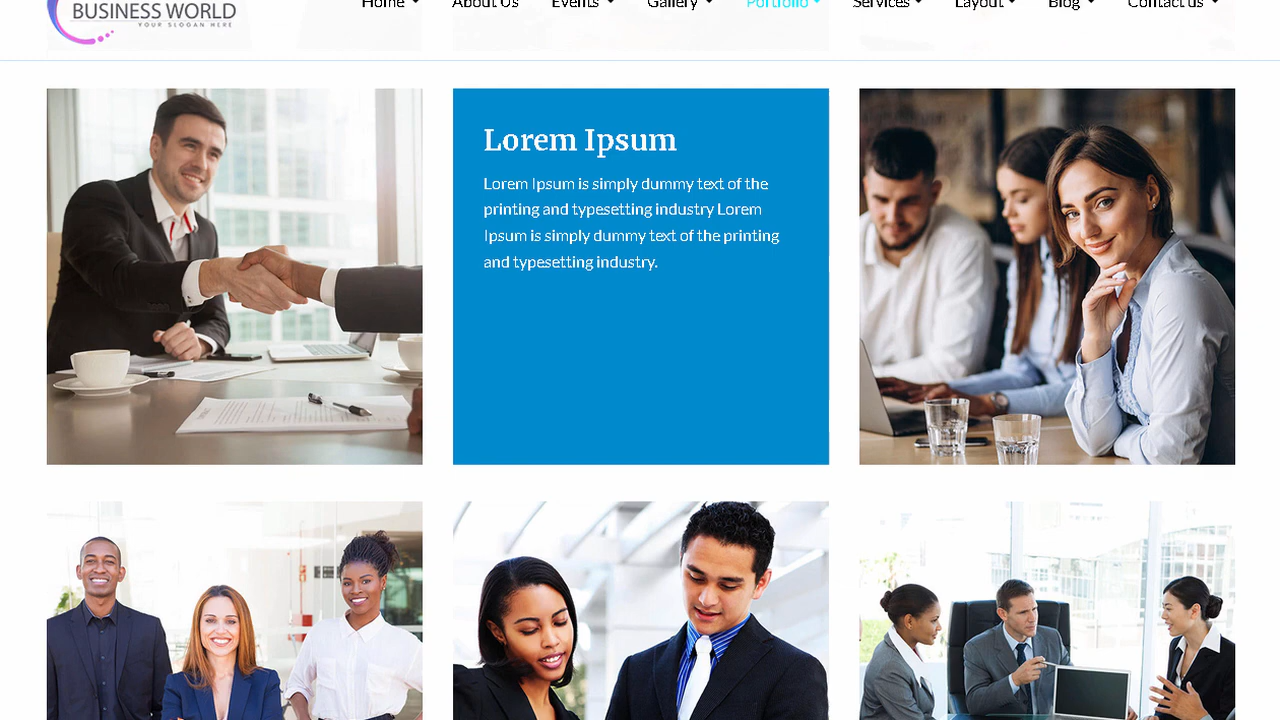 BUSINESS WORLD
YOUR SLOGAN HERE
Home About Us Events Gallery Portfolio Services Layout Blog Contact us
Lorem Ipsum
Lorem Ipsum is simply dummy text of the
printing and typesetting industry Lorem
Ipsum is simply dummy text of the printing
and typesetting industry.